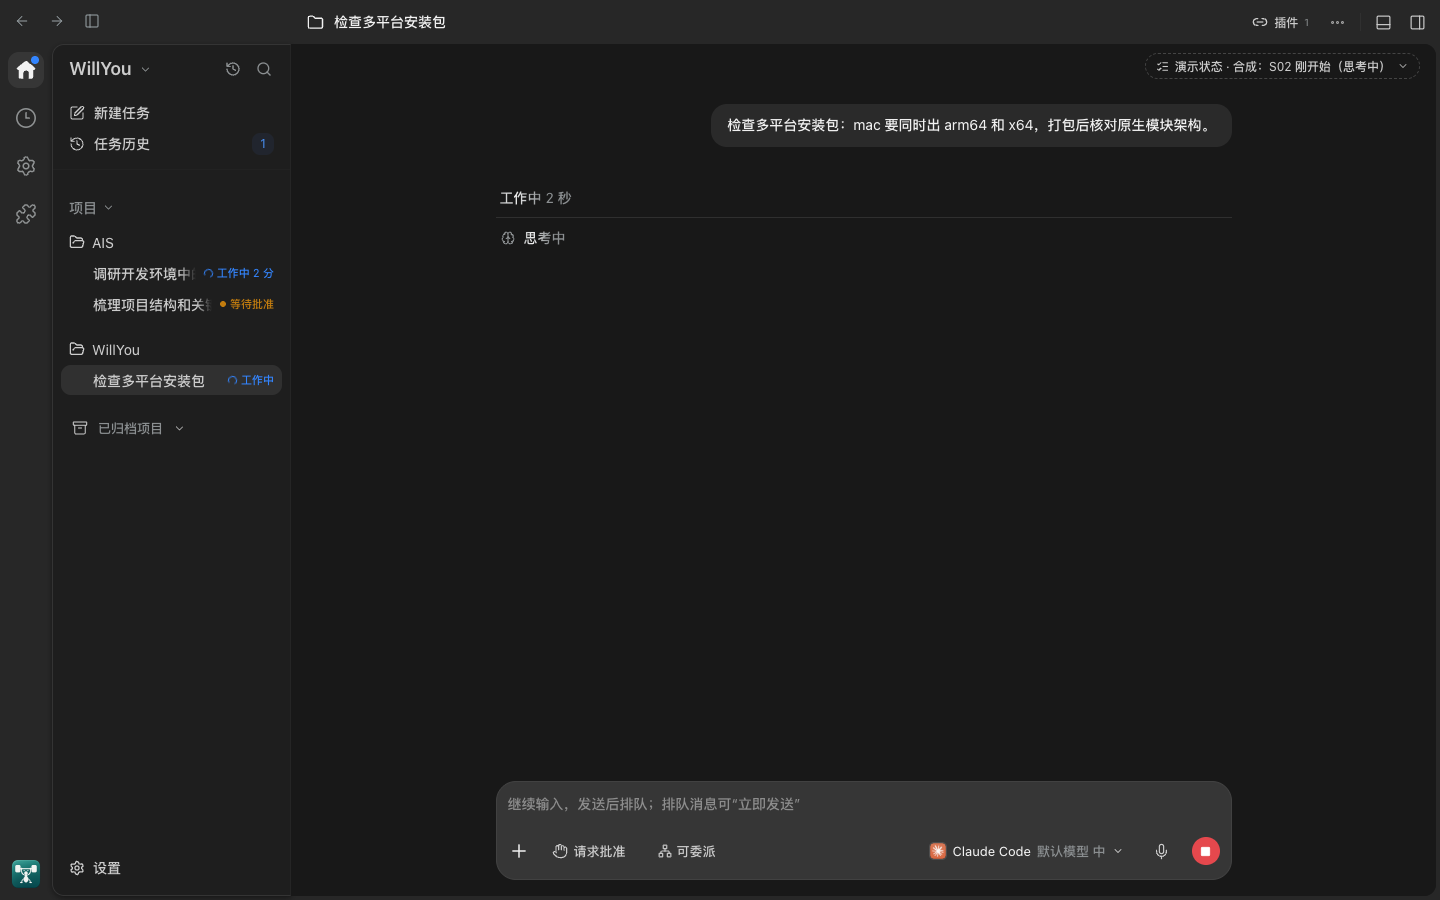 检查多平台安装包
插件 1
WillYou
演示状态 · 合成：S02 刚开始（思考中）
新建任务
任务历史 1
检查多平台安装包：mac 要同时出 arm64 和 x64，打包后核对原生模块架构。
工作中 2 秒
思考中
项目
AIS
调研开发环境中 工作中 2 分
梳理项目结构和关 等待批准
WillYou
检查多平台安装包 工作中
已归档项目
继续输入，发送后排队；排队消息可“立即发送”
请求批准 可委派 Claude Code 默认模型 中
设置